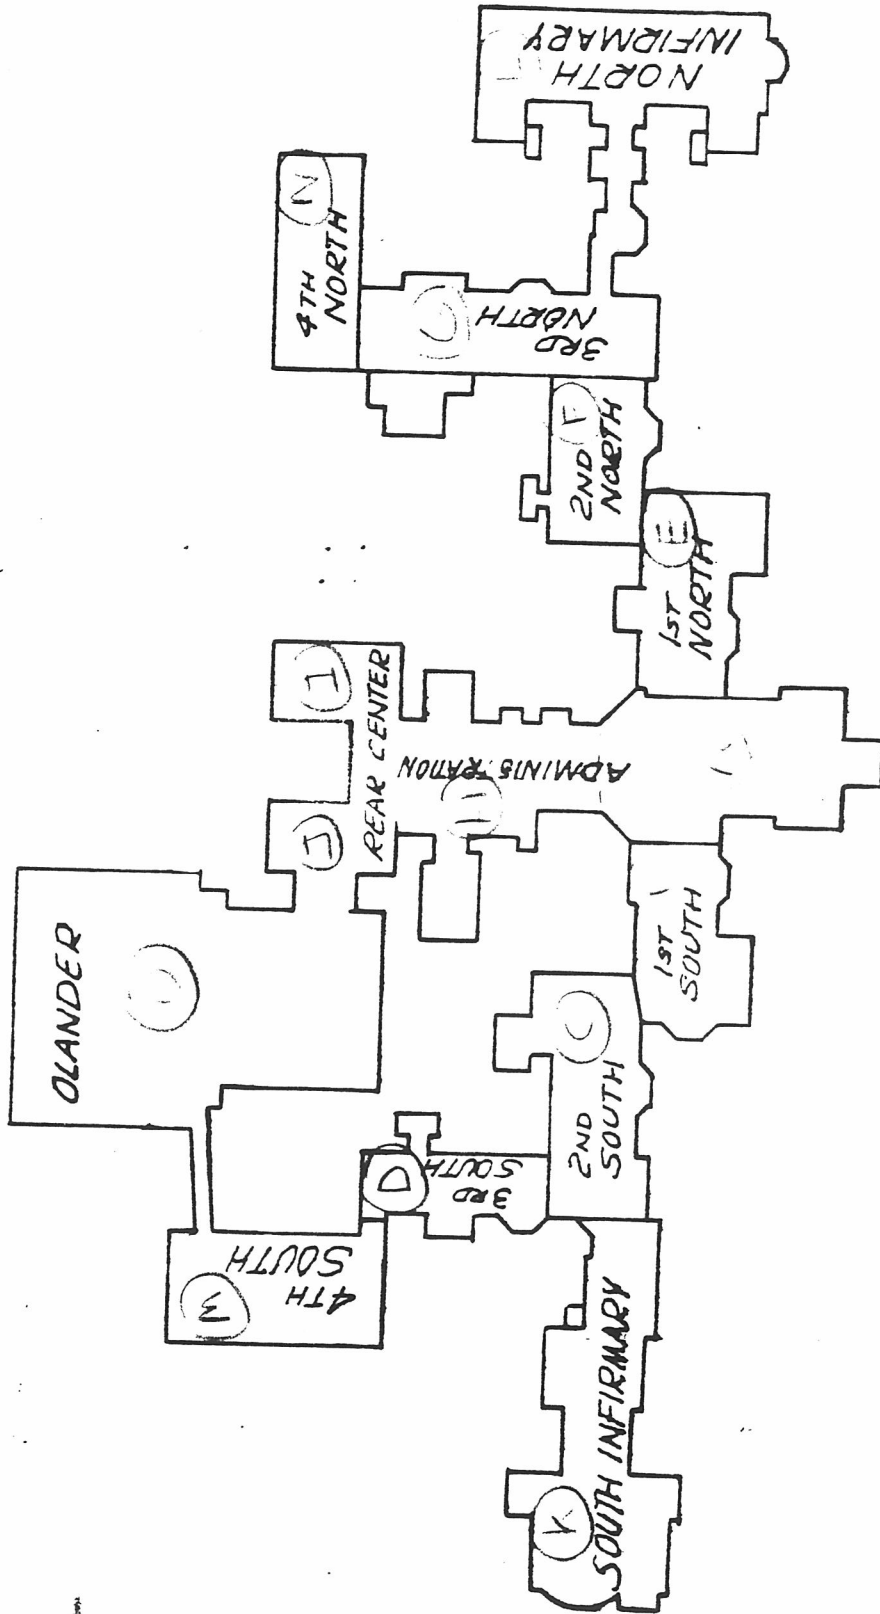 NORTH
INFIRMARY
4TH
NORTH
N
3RD
NORTH
2ND
NORTH
F
1ST
NORTH
E
I
REAR CENTER
J
ADMINISTRATION
H
OLANDER
O
1ST
SOUTH
2ND
SOUTH
C
3RD
SOUTH
D
4TH
SOUTH
SOUTH INFIRMARY
K